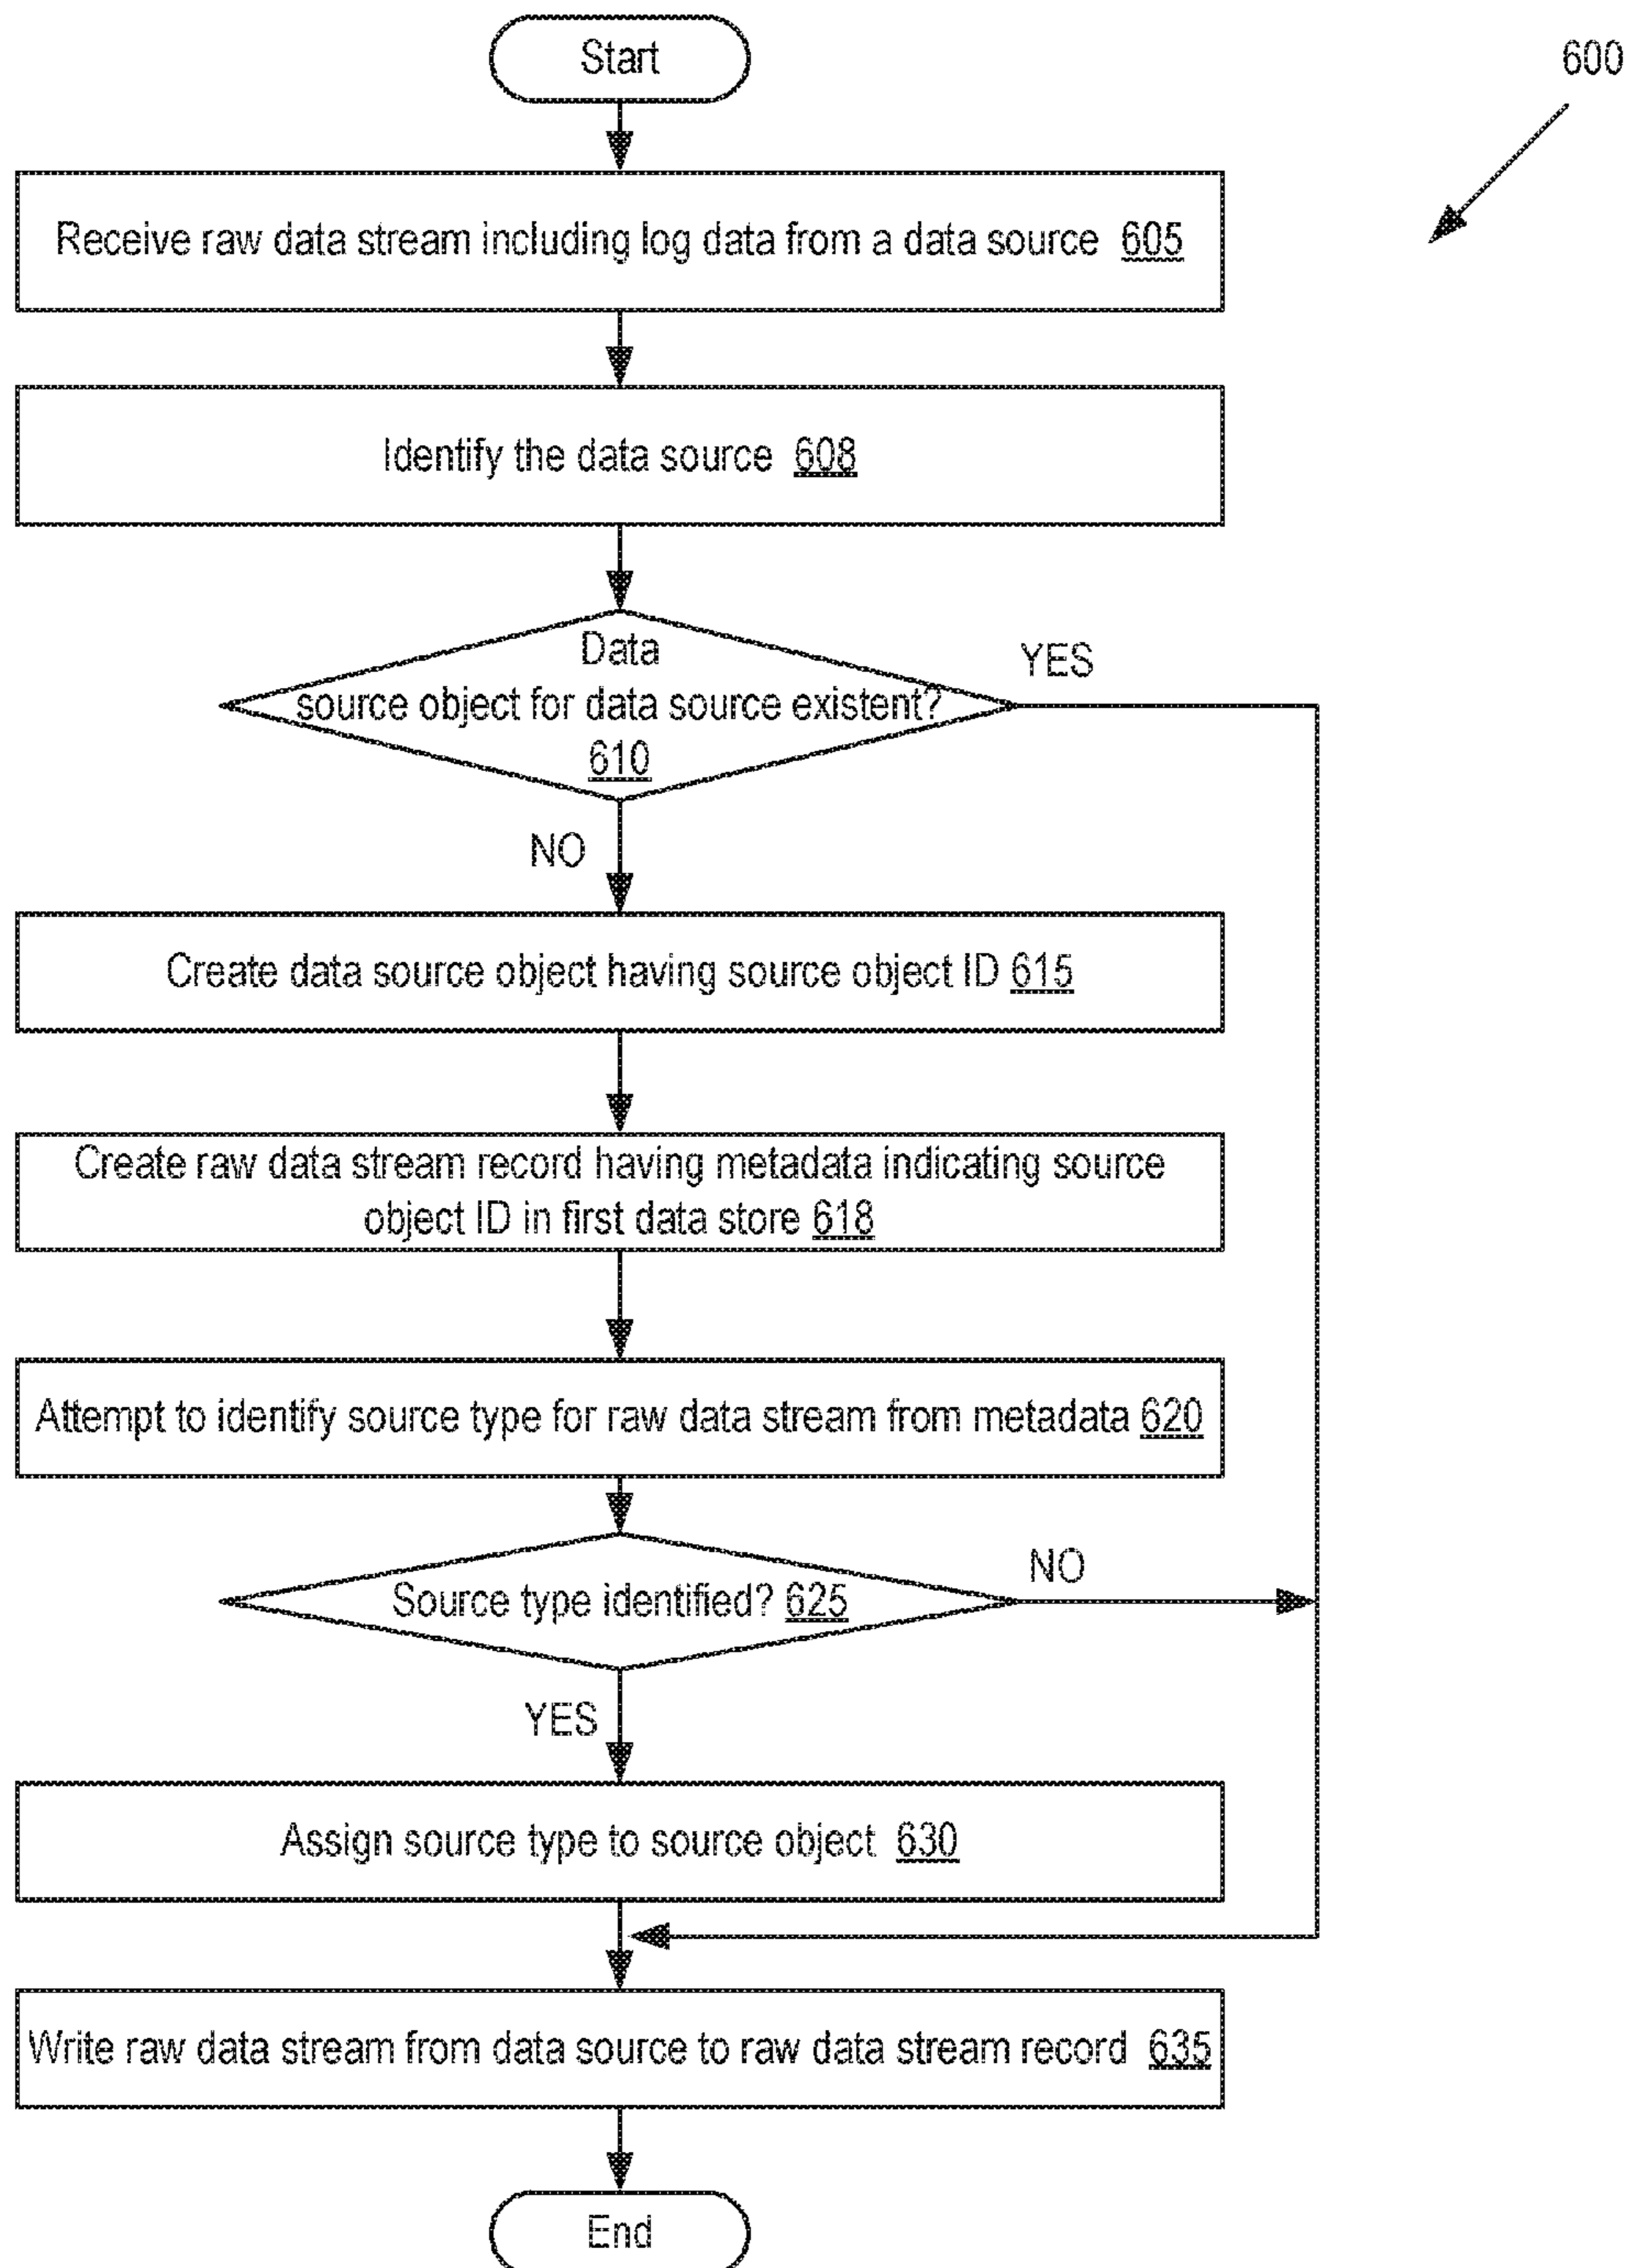 Start
600
Receive raw data stream including log data from a data source 605
Identify the data source 608
Data
source object for data source existent?
610
YES
NO
Create data source object having source object ID 615
Create raw data stream record having metadata indicating source
object ID in first data store 618
Attempt to identify source type for raw data stream from metadata 620
Source type identified? 625
NO
YES
Assign source type to source object 630
Write raw data stream from data source to raw data stream record 635
End